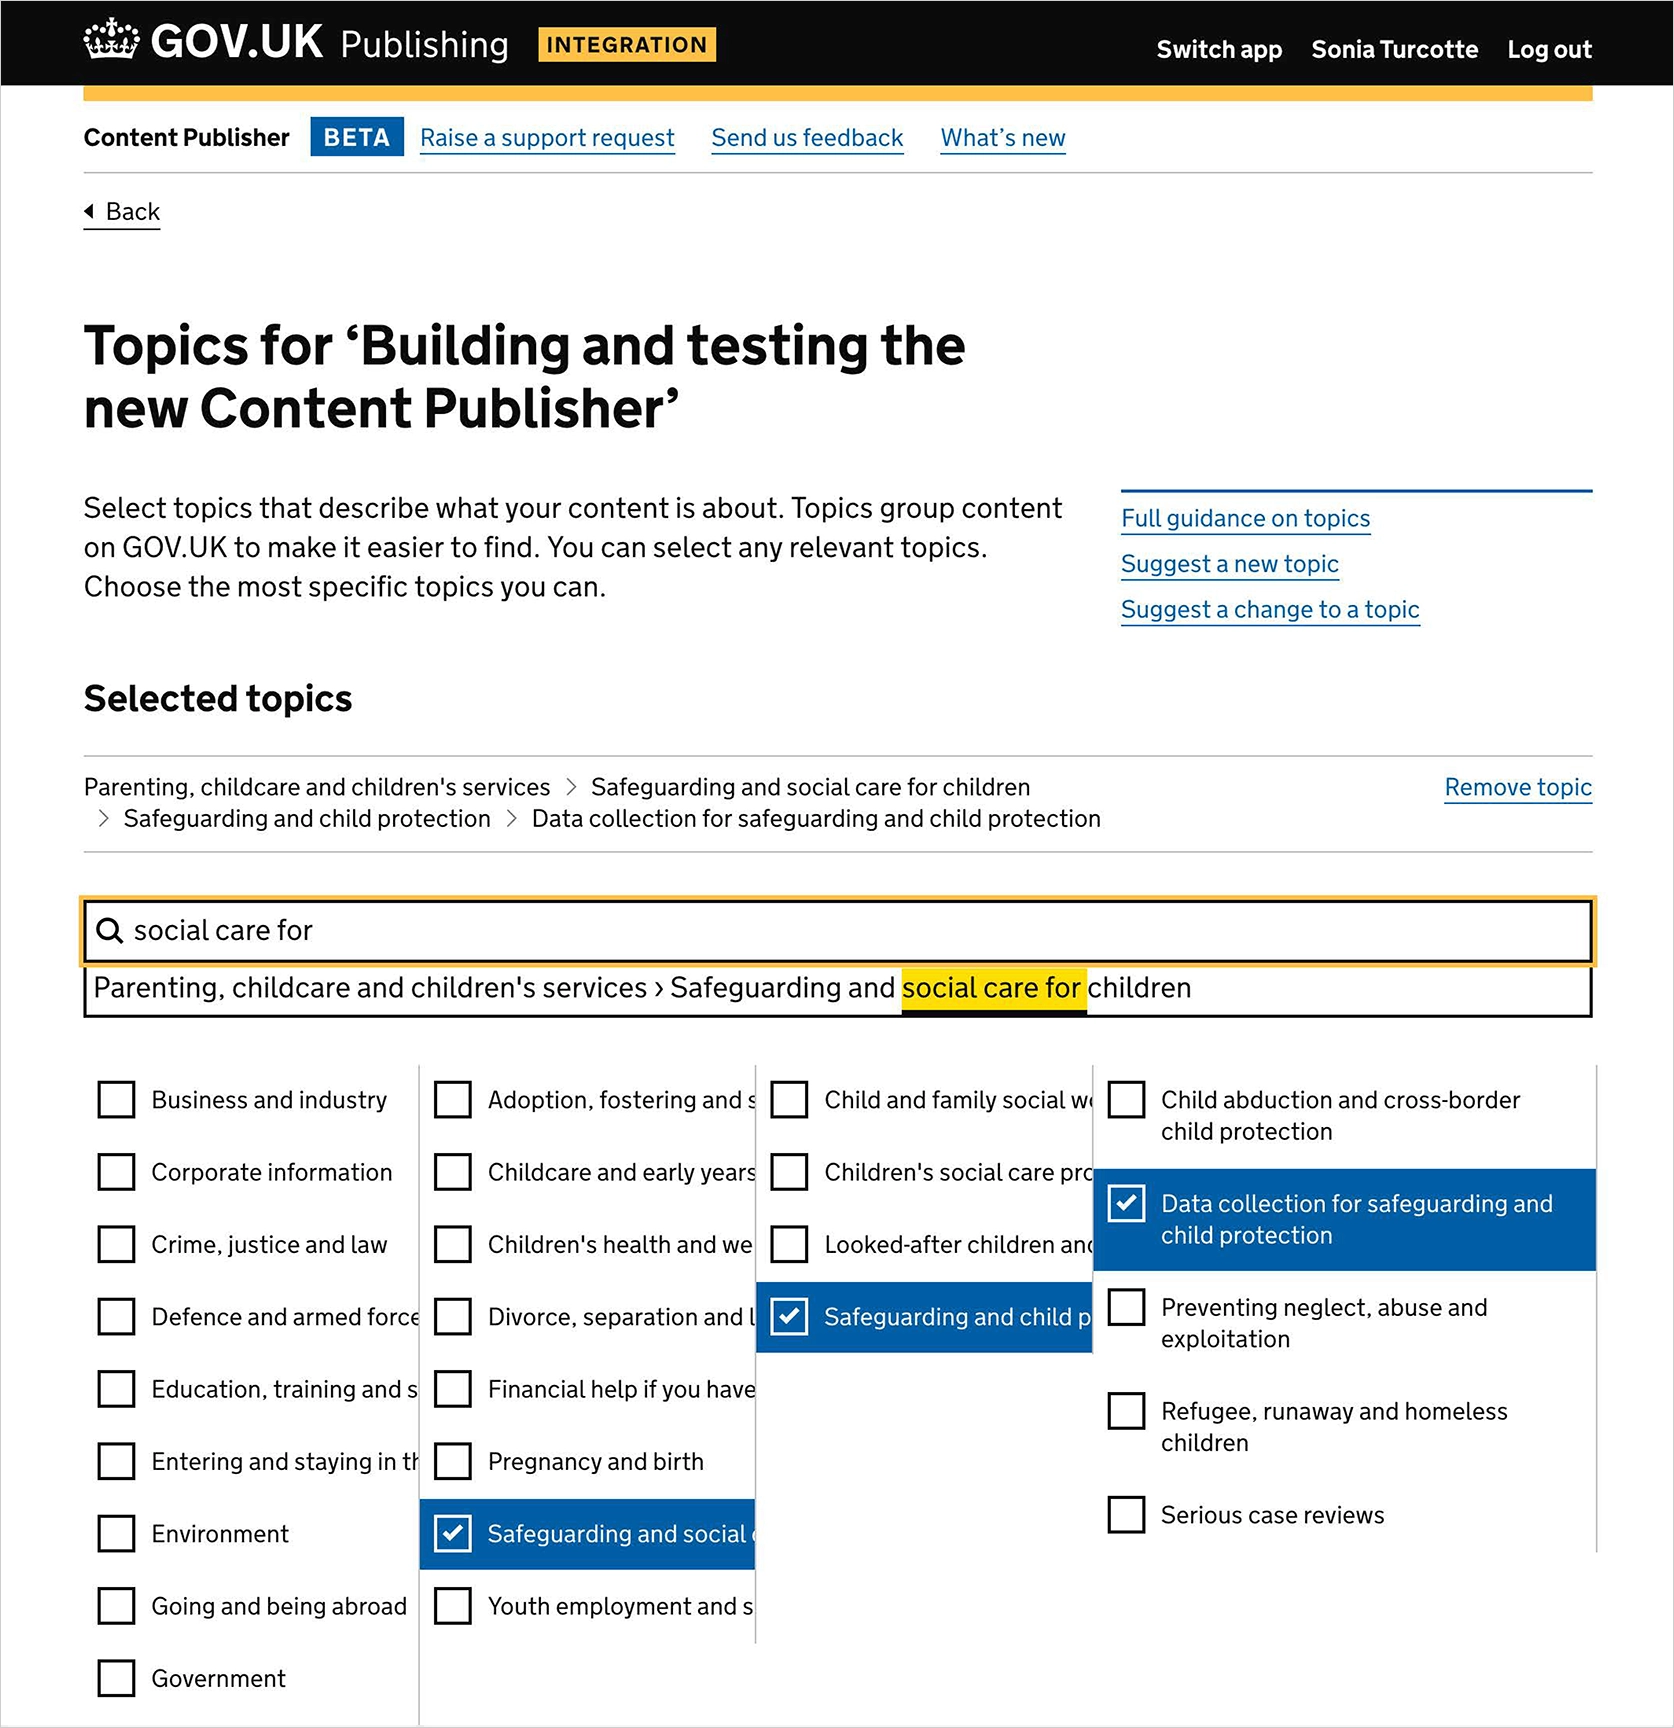 GOV.UK Publishing INTEGRATION
Switch app Sonia Turcotte Log out
Content Publisher BETA Raise a support request Send us feedback What’s new
Back
Topics for ‘Building and testing the
new Content Publisher’
Select topics that describe what your content is about. Topics group content
on GOV.UK to make it easier to find. You can select any relevant topics.
Choose the most specific topics you can.
Full guidance on topics
Suggest a new topic
Suggest a change to a topic
Selected topics
Parenting, childcare and children's services > Safeguarding and social care for children
> Safeguarding and child protection > Data collection for safeguarding and child protection
Remove topic
social care for
Parenting, childcare and children's services › Safeguarding and social care for children
Business and industry
Corporate information
Crime, justice and law
Defence and armed force
Education, training and s
Entering and staying in th
Environment
Going and being abroad
Government
Adoption, fostering and s
Childcare and early years
Children's health and we
Divorce, separation and l
Financial help if you have
Pregnancy and birth
Safeguarding and social c
Youth employment and s
Child and family social wo
Children's social care pro
Looked-after children and
Safeguarding and child p
Child abduction and cross-border
child protection
Data collection for safeguarding and
child protection
Preventing neglect, abuse and
exploitation
Refugee, runaway and homeless
children
Serious case reviews